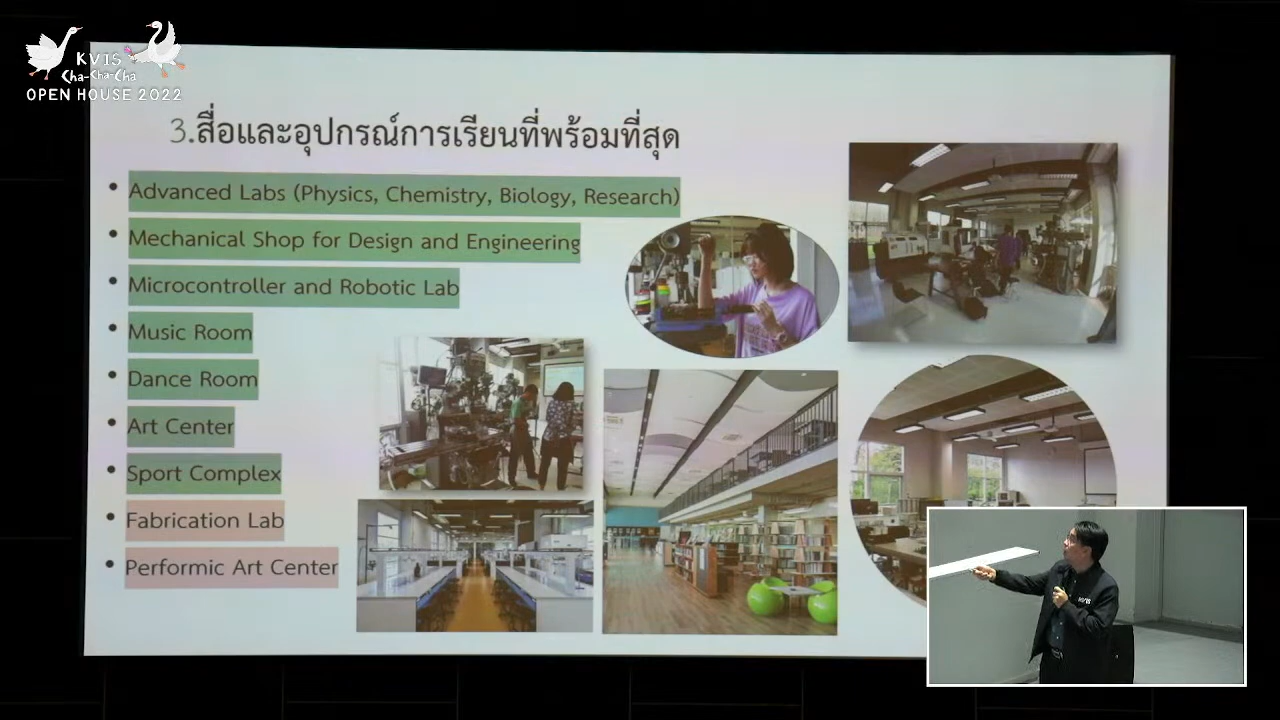 KVIS
Cha-Cha-Cha
OPEN HOUSE 2022
3.สื่อและอุปกรณ์การเรียนที่พร้อมที่สุด
• Advanced Labs (Physics, Chemistry, Biology, Research)
• Mechanical Shop for Design and Engineering
• Microcontroller and Robotic Lab
• Music Room
• Dance Room
• Art Center
• Sport Complex
• Fabrication Lab
• Performic Art Center